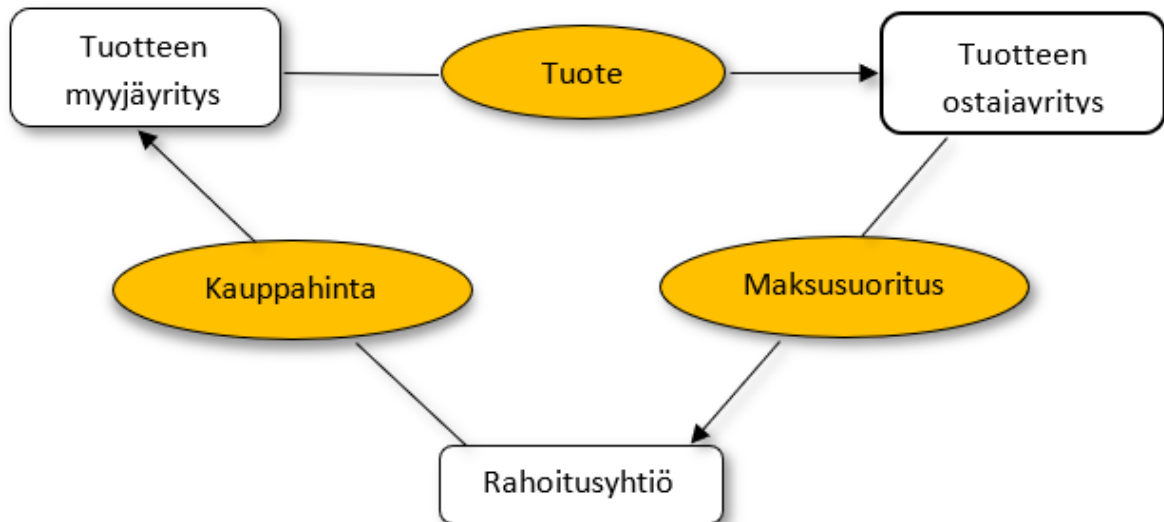 Tuotteen
myyjäyritys
Tuote
Tuotteen
ostajayritys
Kauppahinta
Maksusuoritus
Rahoitusyhtiö